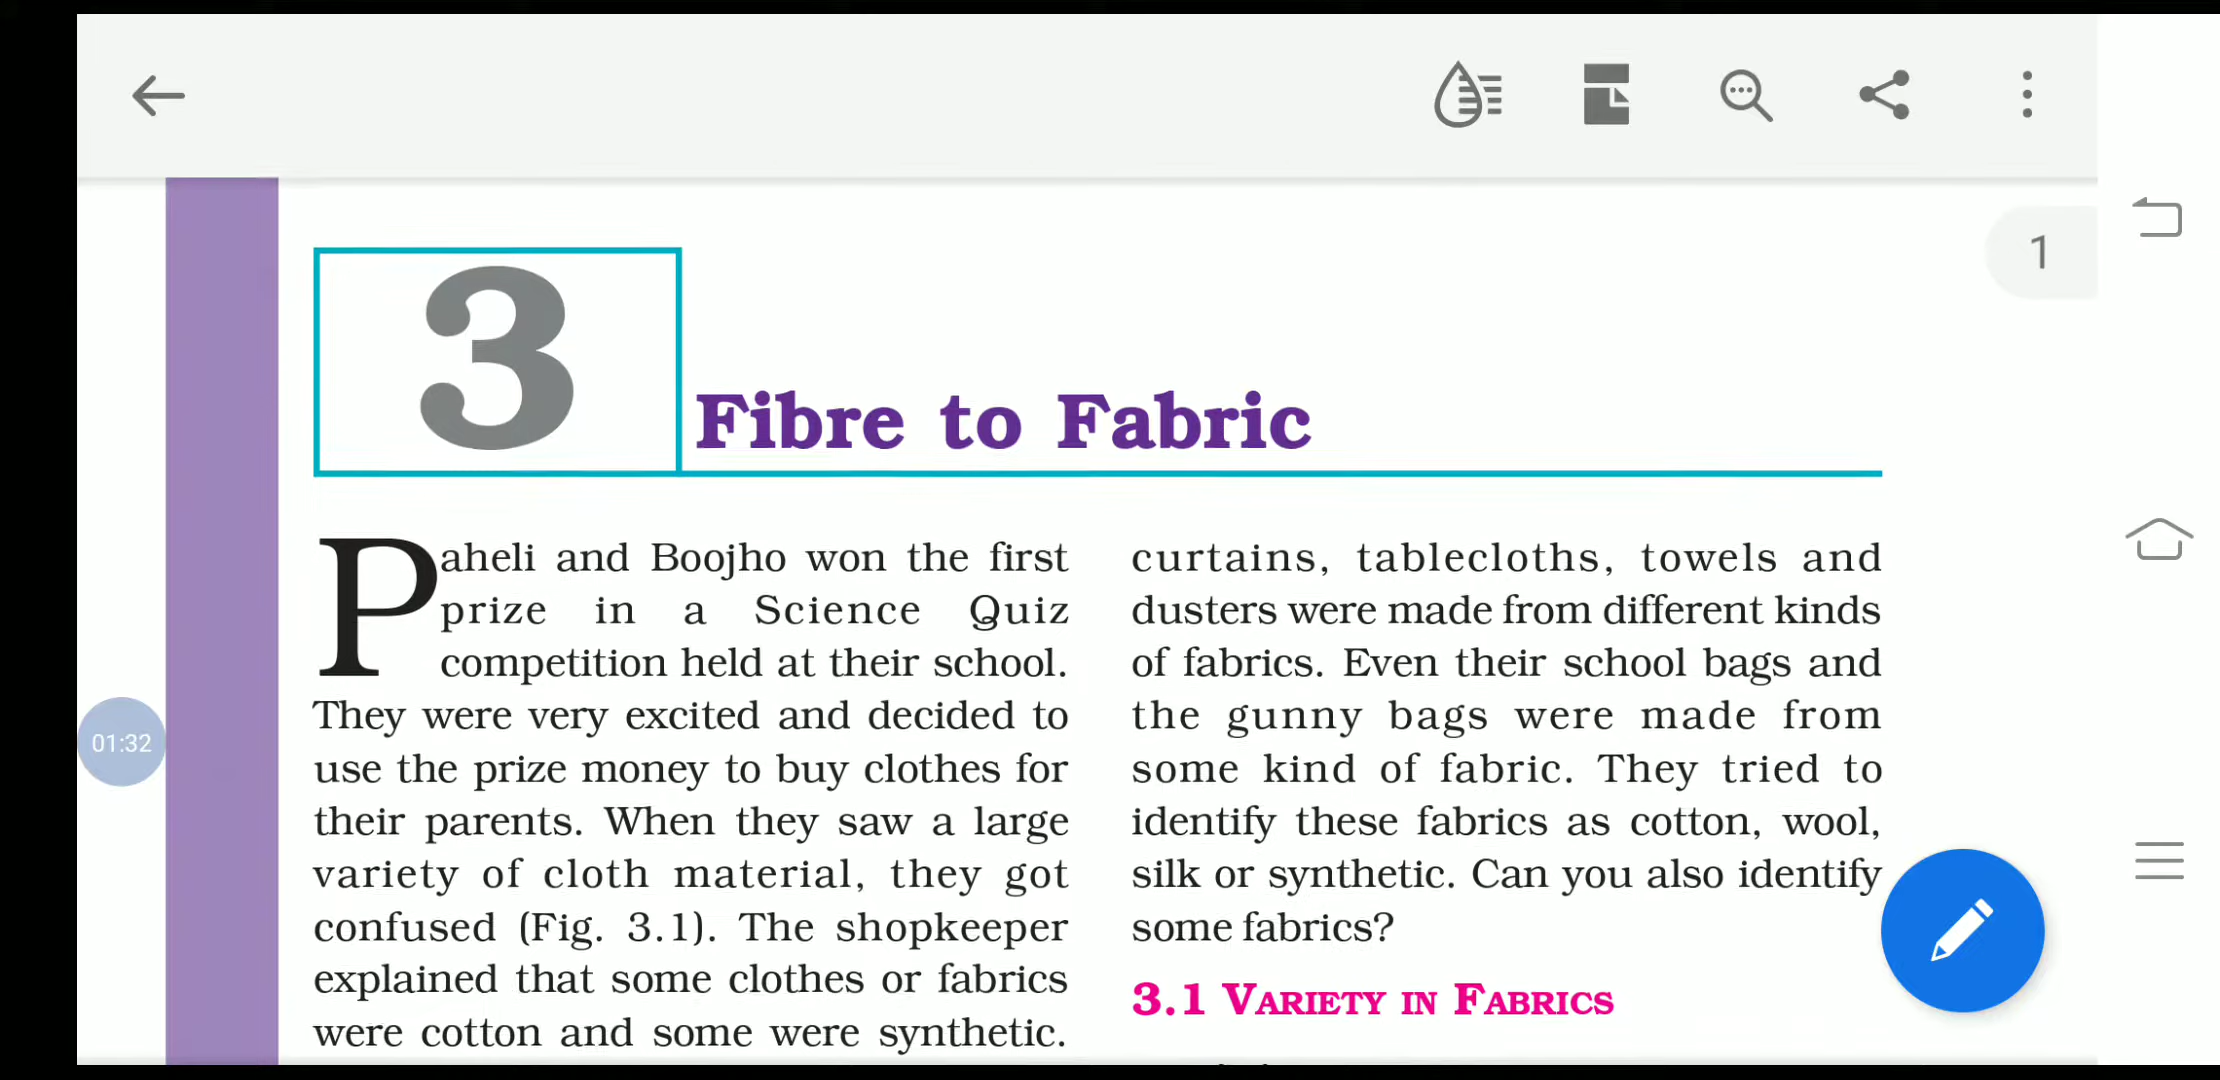 1
3
Fibre to Fabric
Paheli and Boojho won the first
prize in a Science Quiz
competition held at their school.
They were very excited and decided to
use the prize money to buy clothes for
their parents. When they saw a large
variety of cloth material, they got
confused (Fig. 3.1). The shopkeeper
explained that some clothes or fabrics
were cotton and some were synthetic.
curtains, tablecloths, towels and
dusters were made from different kinds
of fabrics. Even their school bags and
the gunny bags were made from
some kind of fabric. They tried to
identify these fabrics as cotton, wool,
silk or synthetic. Can you also identify
some fabrics?
3.1 VARIETY IN FABRICS
01:32